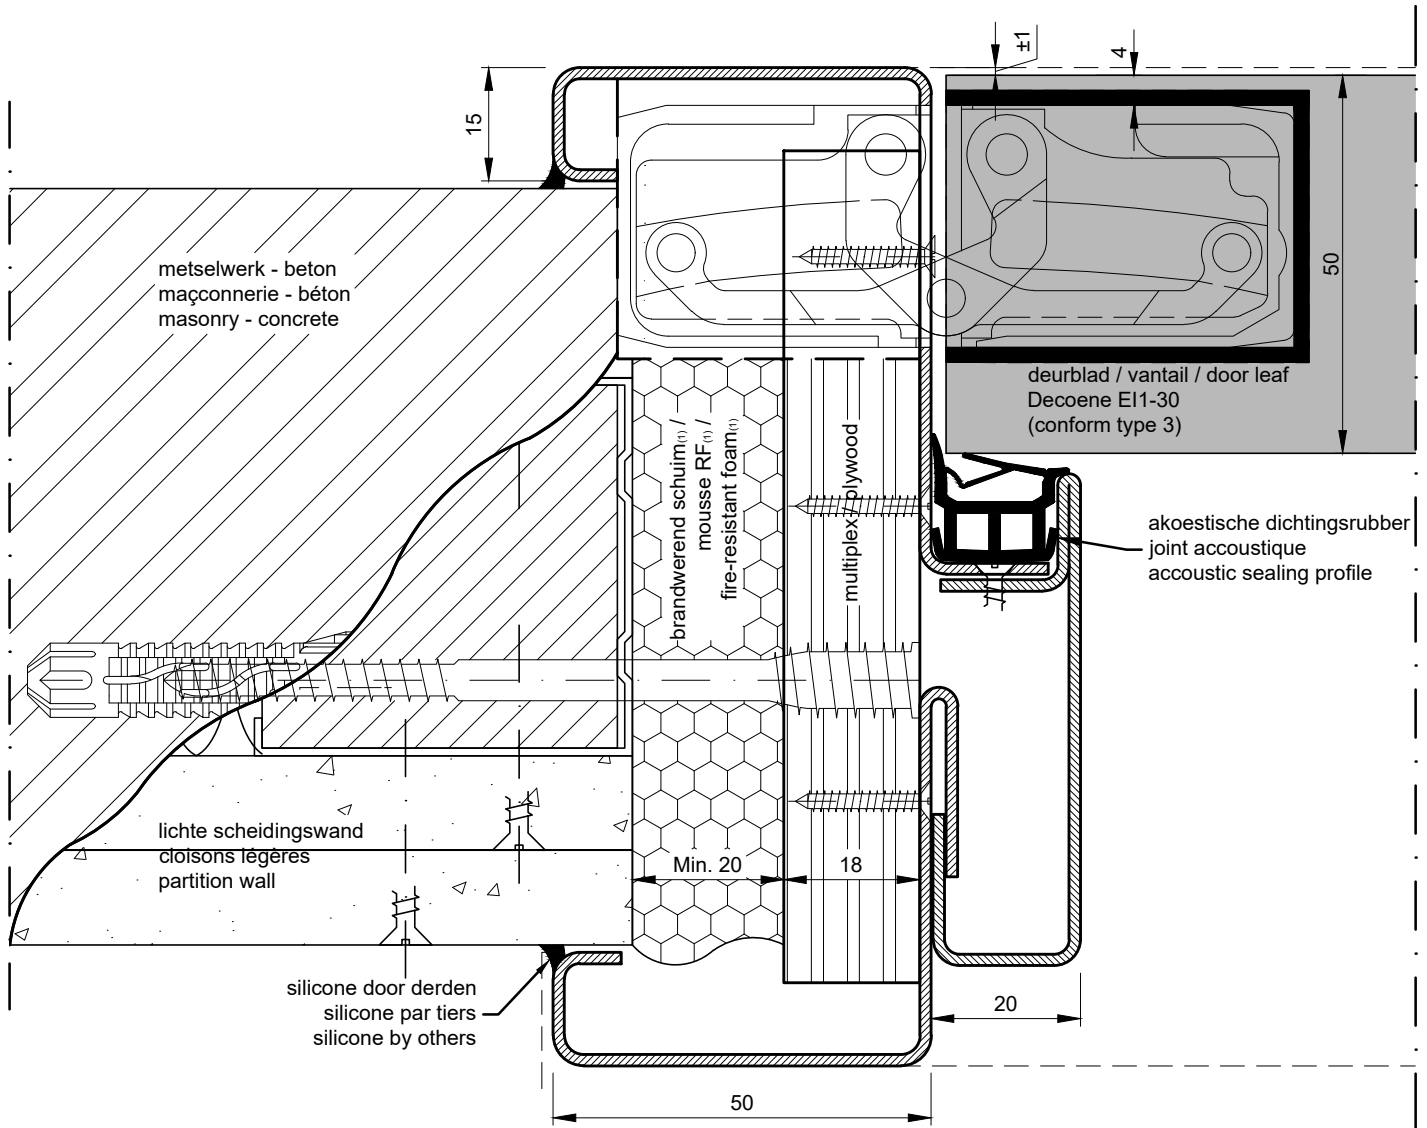 ±1
4
15
50
metselwerk - beton
maçconnerie - béton
masonry - concrete
deurblad / vantail / door leaf
Decoene EI1-30
(conform type 3)
brandwerend schuim(1) /
mousse RF(1) /
fire-resistant foam(1)
multiplex / plywood
akoestische dichtingsrubber
joint accoustique
accoustic sealing profile
lichte scheidingswand
cloisons légères
partition wall
Min. 20
18
silicone door derden
silicone par tiers
silicone by others
20
50